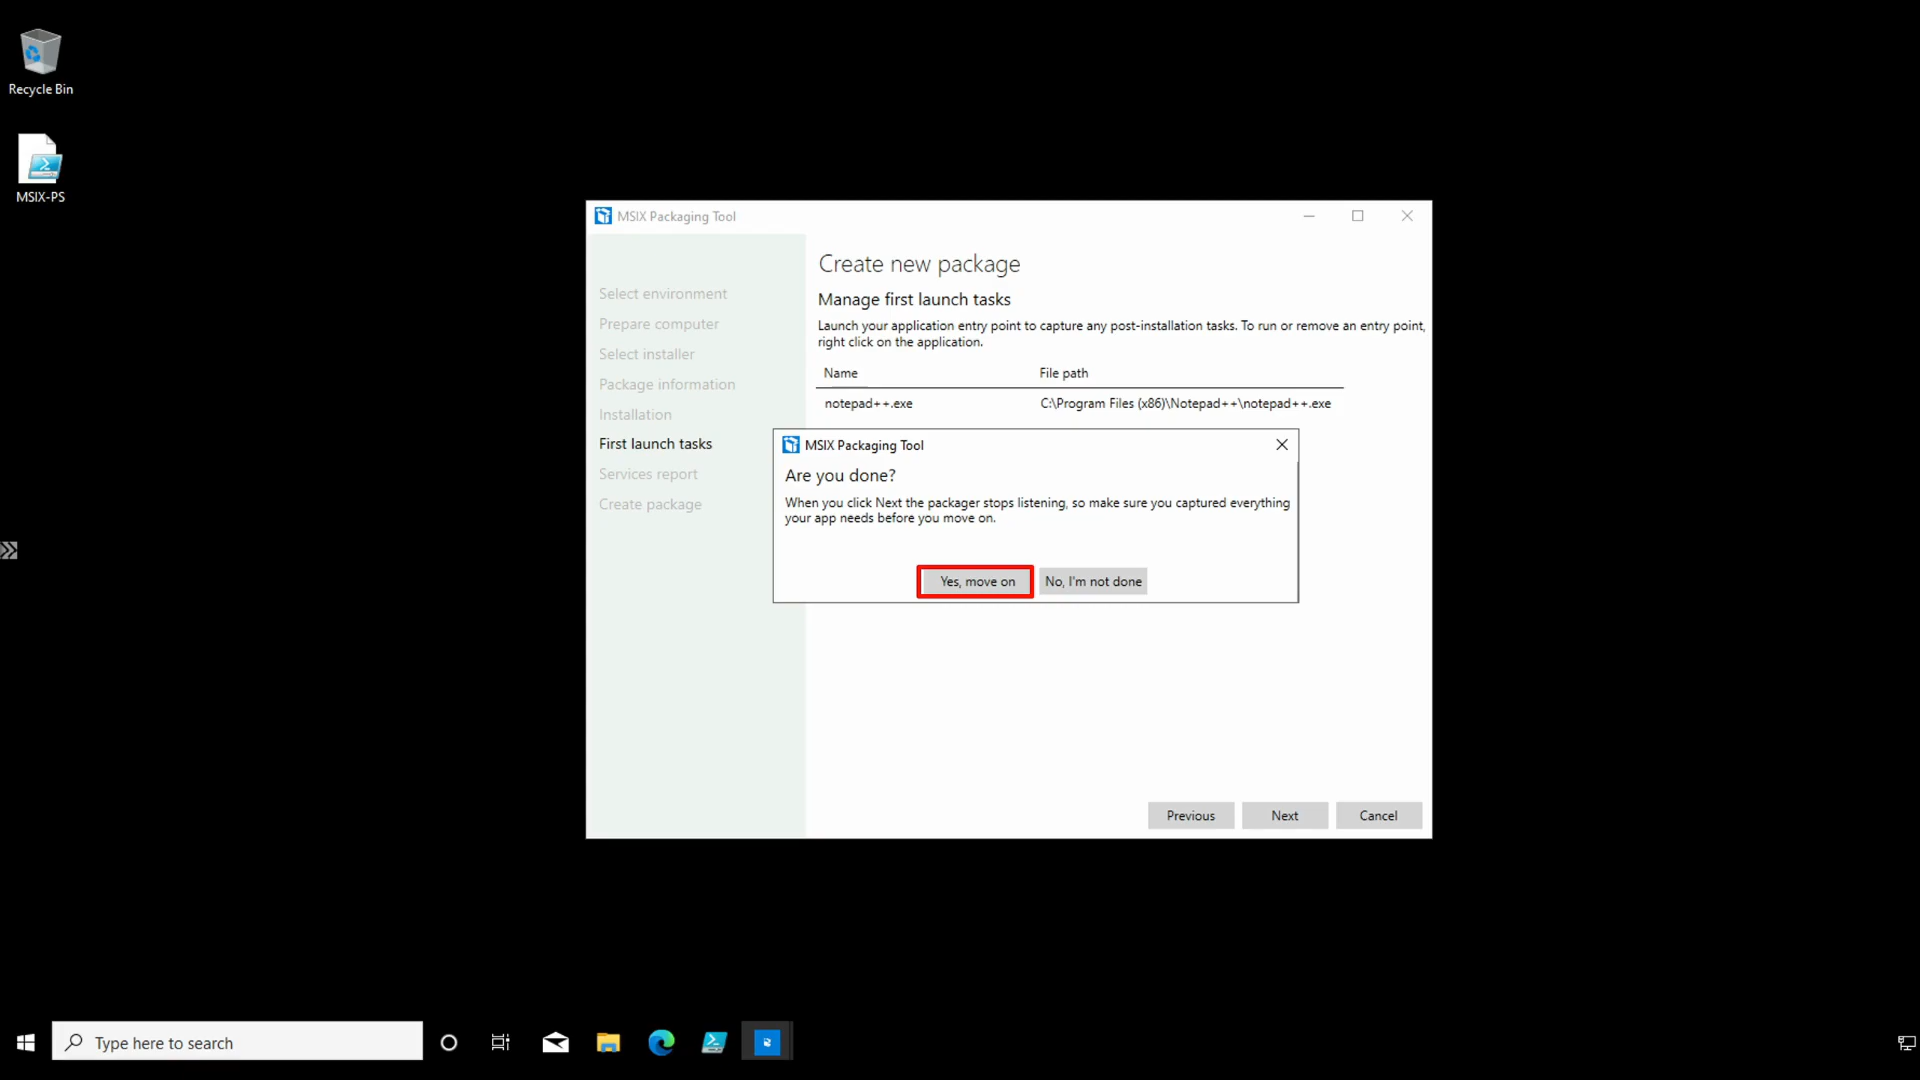 Recycle Bin
MSIX-PS
MSIX Packaging Tool
Select environment
Prepare computer
Select installer
Package information
Installation
First launch tasks
Services report
Create package
Create new package
Manage first launch tasks
Launch your application entry point to capture any post-installation tasks. To run or remove an entry point,
right click on the application.
Name File path
notepad++.exe C:\Program Files (x86)\Notepad++\notepad++.exe
MSIX Packaging Tool
Are you done?
When you click Next the packager stops listening, so make sure you captured everything
your app needs before you move on.
Yes, move on No, I'm not done
Previous Next Cancel
Type here to search